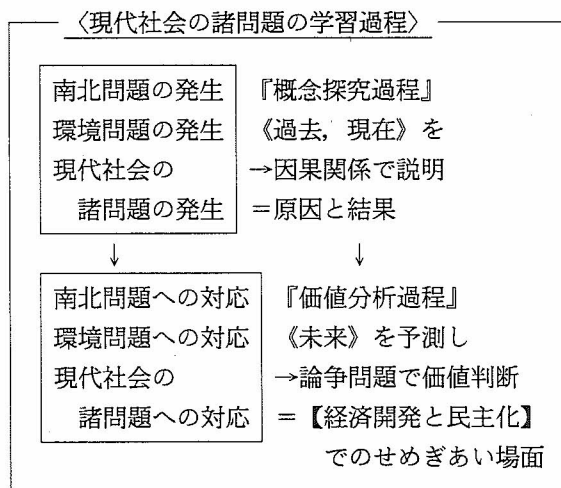 〈現代社会の諸問題の学習過程〉
南北問題の発生 『概念探究過程』
環境問題の発生 《過去，現在》を
現代社会の →因果関係で説明
諸問題の発生 ＝原因と結果
↓ ↓
南北問題への対応 『価値分析過程』
環境問題への対応 《未来》を予測し
現代社会の →論争問題で価値判断
諸問題への対応 ＝【経済開発と民主化】
でのせめぎあい場面